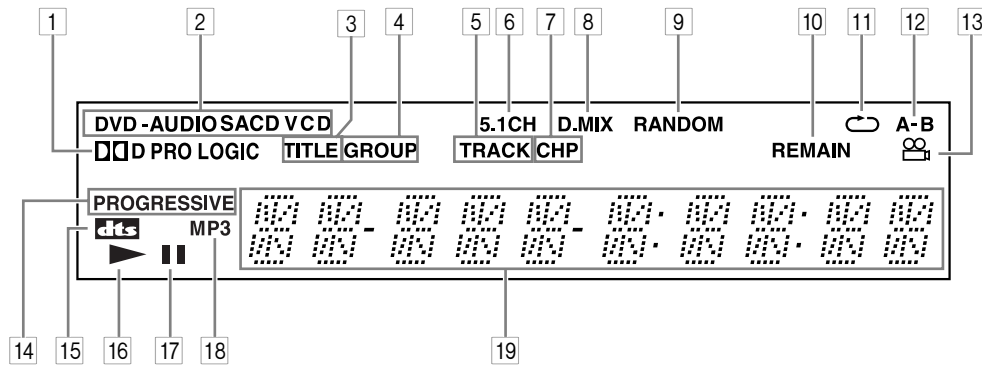 1 2 3 4 5 6 7 8 9 10 11 12 13
DVD-AUDIO SACD VCD 5.1CH D.MIX RANDOM A-B
D PRO LOGIC TITLE GROUP TRACK CHP REMAIN
PROGRESSIVE
dts MP3
14 15 16 17 18 19